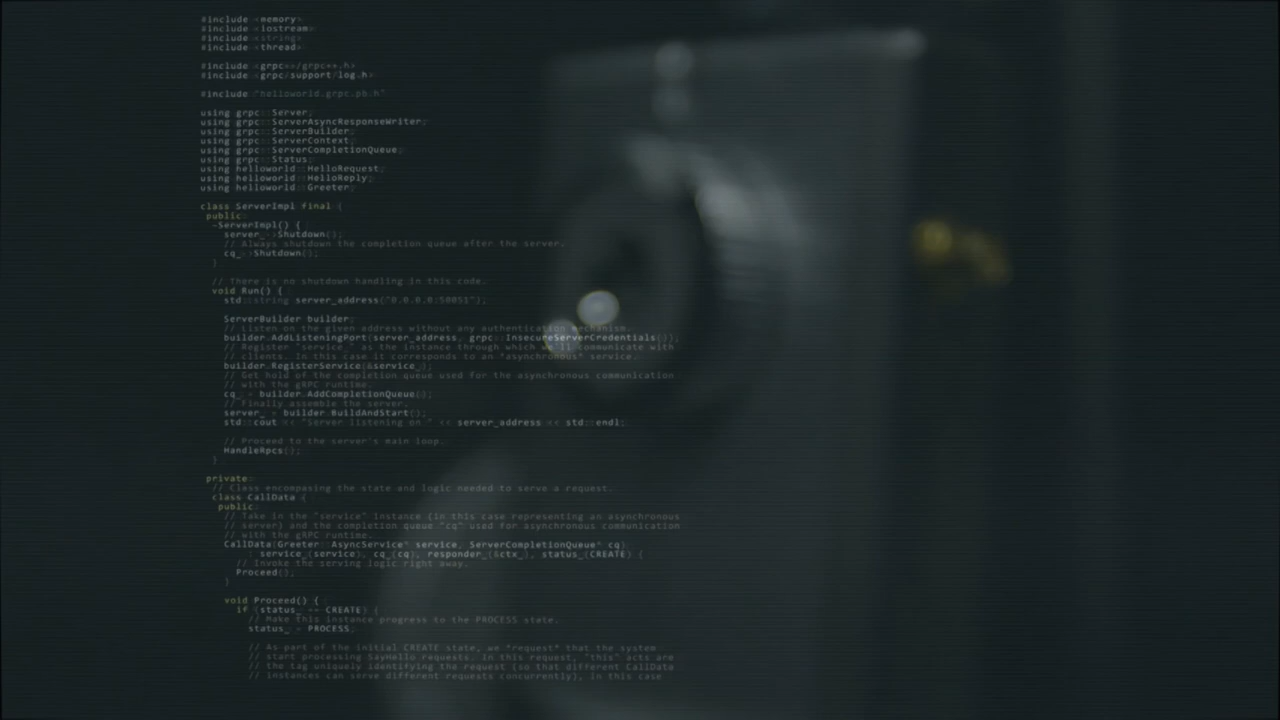 #include <memory>
#include <iostream>
#include <string>
#include <thread>
#include <grpc++/grpc++.h>
#include <grpc/support/log.h>
#include "helloworld.grpc.pb.h"
using grpc::Server;
using grpc::ServerAsyncResponseWriter;
using grpc::ServerBuilder;
using grpc::ServerContext;
using grpc::ServerCompletionQueue;
using grpc::Status;
using helloworld::HelloRequest;
using helloworld::HelloReply;
using helloworld::Greeter;
class ServerImpl final {
public:
~ServerImpl() {
server_->Shutdown();
// Always shutdown the completion queue after the server.
cq_->Shutdown();
}
// There is no shutdown handling in this code.
void Run() {
std::string server_address("0.0.0.0:50051");
ServerBuilder builder;
// Listen on the given address without any authentication mechanism.
builder.AddListeningPort(server_address, grpc::InsecureServerCredentials());
// Register "service_" as the instance through which we'll communicate with
// clients. In this case it corresponds to an *asynchronous* service.
builder.RegisterService(&service_);
// Get hold of the completion queue used for the asynchronous communication
// with the gRPC runtime.
cq_ = builder.AddCompletionQueue();
// Finally assemble the server.
server_ = builder.BuildAndStart();
std::cout << "Server listening on " << server_address << std::endl;
// Proceed to the server's main loop.
HandleRpcs();
}
private:
// Class encompasing the state and logic needed to serve a request.
class CallData {
public:
// Take in the "service" instance (in this case representing an asynchronous
// server) and the completion queue "cq" used for asynchronous communication
// with the gRPC runtime.
CallData(Greeter::AsyncService* service, ServerCompletionQueue* cq)
: service_(service), cq_(cq), responder_(&ctx_), status_(CREATE) {
// Invoke the serving logic right away.
Proceed();
}
void Proceed() {
if (status_ == CREATE) {
// Make this instance progress to the PROCESS state.
status_ = PROCESS;
// As part of the initial CREATE state, we *request* that the system
// start processing SayHello requests. In this request, "this" acts are
// the tag uniquely identifying the request (so that different CallData
// instances can serve different requests concurrently), in this case